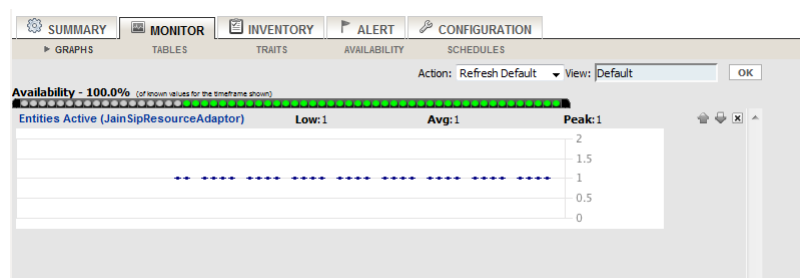 SUMMARY MONITOR INVENTORY ALERT CONFIGURATION
GRAPHS TABLES TRAITS AVAILABILITY SCHEDULES
Action: Refresh Default View: Default OK
Availability - 100.0% (of known values for the timeframe shown)
Entities Active (JainSipResourceAdaptor) Low:1 Avg:1 Peak:1
2
1.5
1
0.5
0